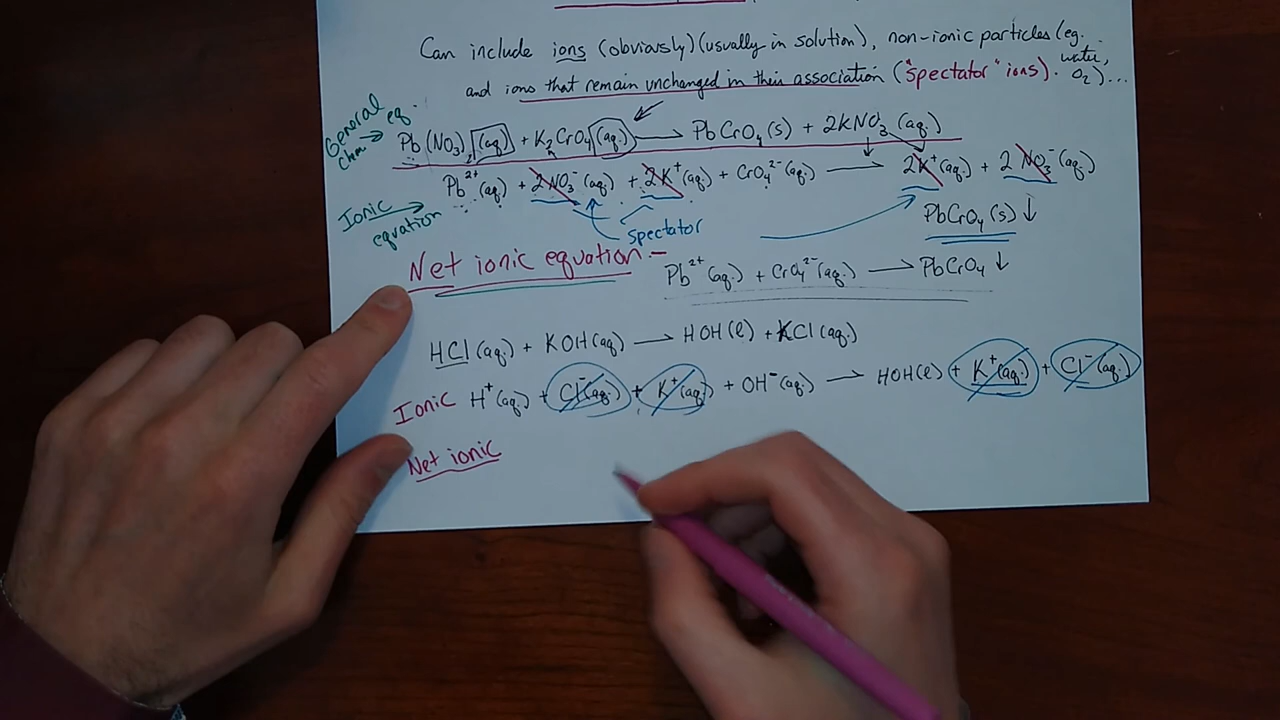 Can include ions (obviously)(usually in solution), non-ionic particles (eg. water, O₂)...
and ions that remain unchanged in their association ("spectator" ions).
General chem eq. → Pb(NO₃)₂(aq) + K₂CrO₄(aq.) → PbCrO₄(s) + 2KNO₃(aq.)
Ionic equation → Pb²⁺(aq.) + 2NO₃⁻(aq) + 2K⁺(aq.) + CrO₄²⁻(aq.) → 2K⁺(aq.) + 2NO₃⁻(aq.)
PbCrO₄(s)↓
Spectator
Net ionic equation - Pb²⁺(aq.) + CrO₄²⁻(aq.) → PbCrO₄↓
HCl(aq.) + KOH(aq) → HOH(l) + KCl(aq.)
Ionic H⁺(aq.) + Cl⁻(aq.) + K⁺(aq.) + OH⁻(aq.) → HOH(l) + K⁺(aq.) + Cl⁻(aq.)
Net ionic